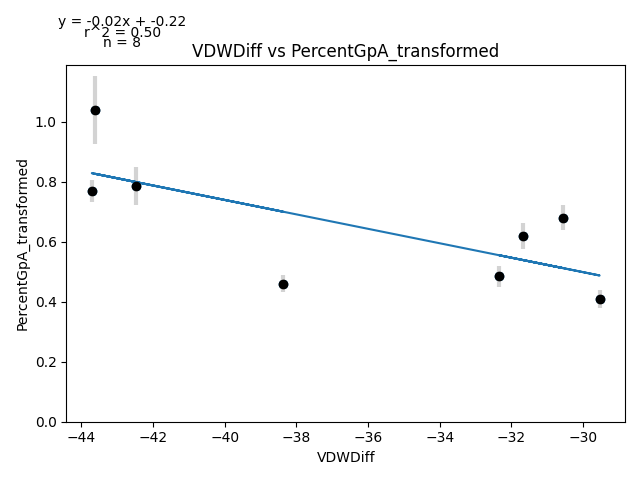 y = -0.02x + -0.22
r^2 = 0.50
n = 8
VDWDiff vs PercentGpA_transformed
PercentGpA_transformed
1.0
0.8
0.6
0.4
0.2
0.0
−44 −42 −40 −38 −36 −34 −32 −30
VDWDiff